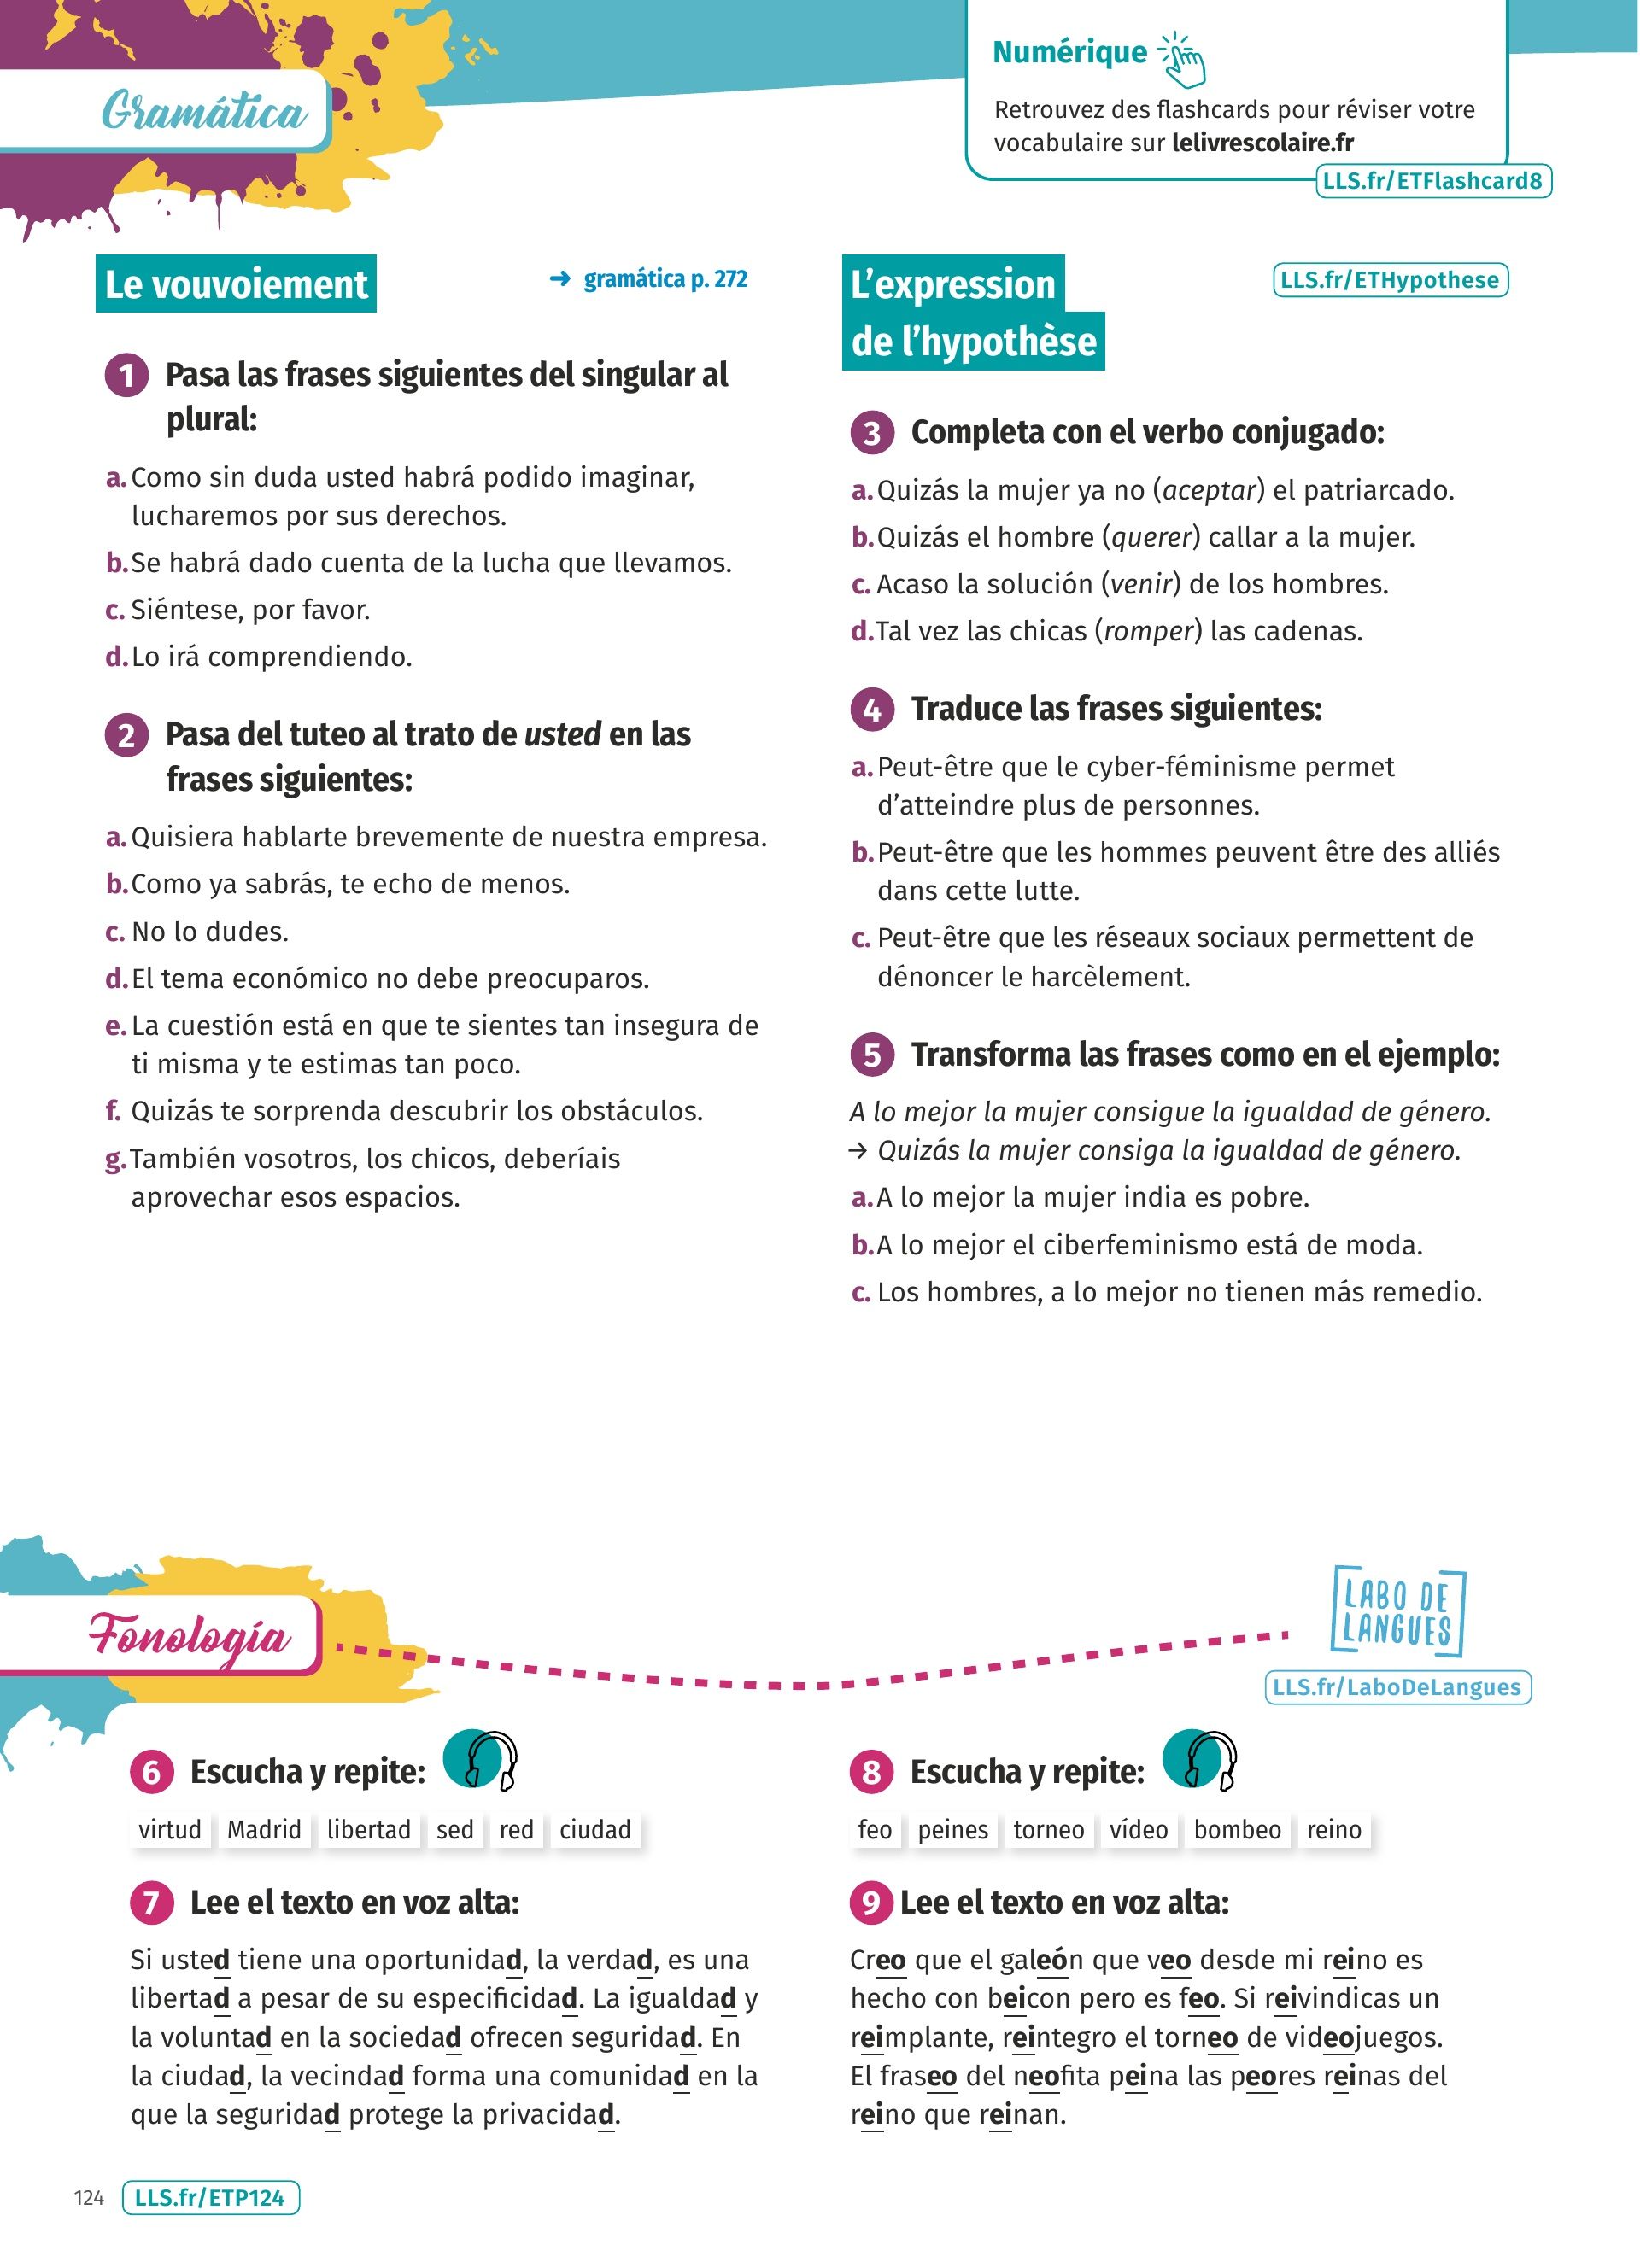 Gramática
Numérique
Retrouvez des flashcards pour réviser votre
vocabulaire sur lelivrescolaire.fr
LLS.fr/ETFlashcard8
Le vouvoiement
➜ gramática p. 272
1 Pasa las frases siguientes del singular al
plural:
a. Como sin duda usted habrá podido imaginar,
lucharemos por sus derechos.
b. Se habrá dado cuenta de la lucha que llevamos.
c. Siéntese, por favor.
d. Lo irá comprendiendo.
2 Pasa del tuteo al trato de usted en las
frases siguientes:
a. Quisiera hablarte brevemente de nuestra empresa.
b. Como ya sabrás, te echo de menos.
c. No lo dudes.
d. El tema económico no debe preocuparos.
e. La cuestión está en que te sientes tan insegura de
ti misma y te estimas tan poco.
f. Quizás te sorprenda descubrir los obstáculos.
g. También vosotros, los chicos, deberíais
aprovechar esos espacios.
L'expression
de l'hypothèse
LLS.fr/ETHypothese
3 Completa con el verbo conjugado:
a. Quizás la mujer ya no (aceptar) el patriarcado.
b. Quizás el hombre (querer) callar a la mujer.
c. Acaso la solución (venir) de los hombres.
d. Tal vez las chicas (romper) las cadenas.
4 Traduce las frases siguientes:
a. Peut-être que le cyber-féminisme permet
d'atteindre plus de personnes.
b. Peut-être que les hommes peuvent être des alliés
dans cette lutte.
c. Peut-être que les réseaux sociaux permettent de
dénoncer le harcèlement.
5 Transforma las frases como en el ejemplo:
A lo mejor la mujer consigue la igualdad de género.
→ Quizás la mujer consiga la igualdad de género.
a. A lo mejor la mujer india es pobre.
b. A lo mejor el ciberfeminismo está de moda.
c. Los hombres, a lo mejor no tienen más remedio.
Fonología
LABO DE
LANGUES
LLS.fr/LaboDeLangues
6 Escucha y repite:
virtud Madrid libertad sed red ciudad
7 Lee el texto en voz alta:
Si usted tiene una oportunidad, la verdad, es una
libertad a pesar de su especificidad. La igualdad y
la voluntad en la sociedad ofrecen seguridad. En
la ciudad, la vecindad forma una comunidad en la
que la seguridad protege la privacidad.
8 Escucha y repite:
feo peines torneo vídeo bombeo reino
9 Lee el texto en voz alta:
Creo que el galeón que veo desde mi reino es
hecho con beicon pero es feo. Si reivindicas un
reimplante, reintegro el torneo de videojuegos.
El fraseo del neofita peina las peores reinas del
reino que reinan.
124 LLS.fr/ETP124